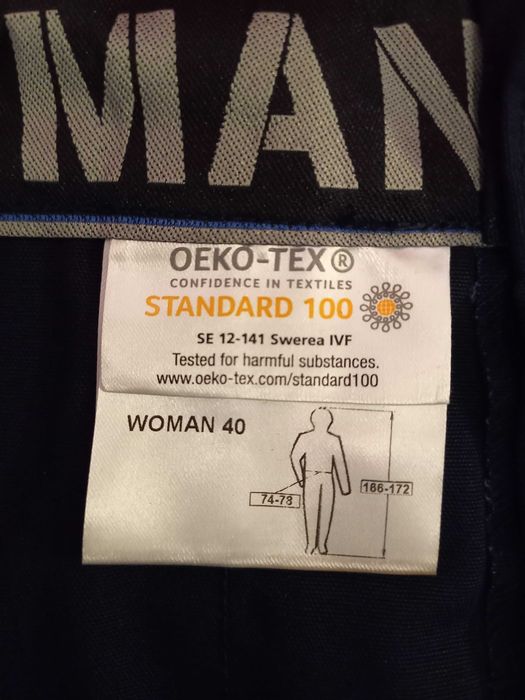 MAN
OEKO-TEX®
CONFIDENCE IN TEXTILES
STANDARD 100
SE 12-141 Swerea IVF
Tested for harmful substances.
www.oeko-tex.com/standard100
WOMAN 40
166-172
74-78